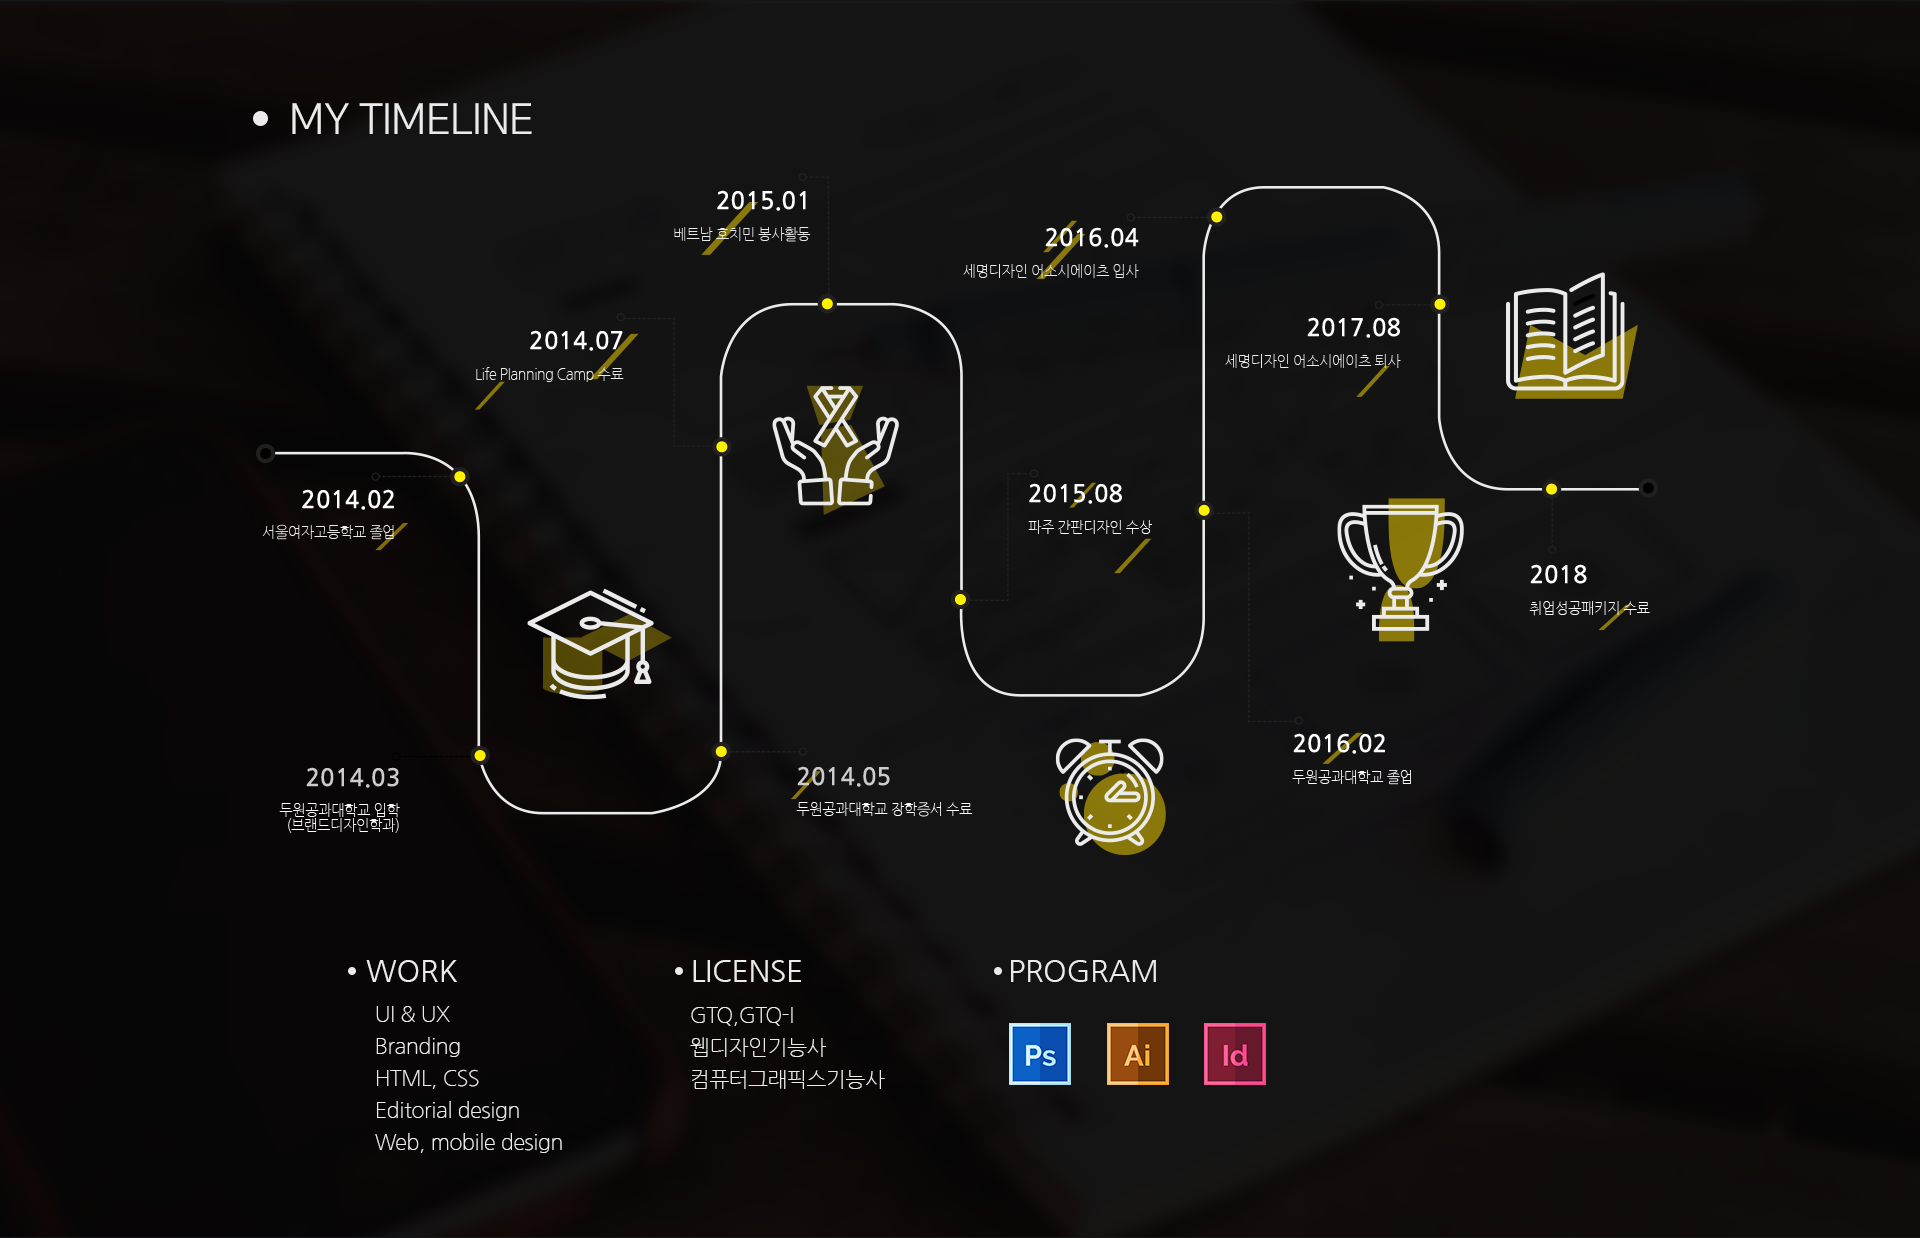 MY TIMELINE
2014.02
서울여자고등학교 졸업
2014.03
두원공과대학교 입학
(브랜드디자인학과)
2014.05
두원공과대학교 장학증서 수료
2014.07
Life Planning Camp 수료
2015.01
베트남 호치민 봉사활동
2015.08
파주 간판디자인 수상
2016.02
두원공과대학교 졸업
2016.04
세명디자인 어소시에이츠 입사
2017.08
세명디자인 어소시에이츠 퇴사
2018
취업성공패키지 수료
WORK
UI & UX
Branding
HTML, CSS
Editorial design
Web, mobile design
LICENSE
GTQ,GTQ-I
웹디자인기능사
컴퓨터그래픽스기능사
PROGRAM
Ps
Ai
Id